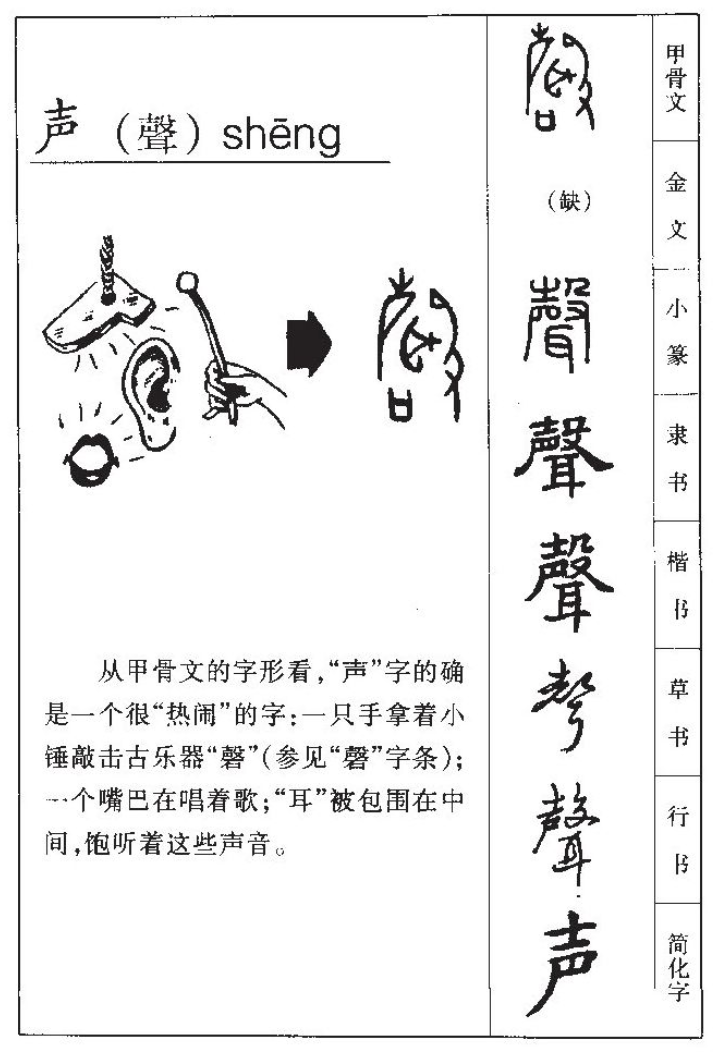 声（聲）shēng
从甲骨文的字形看，“声”字的确
是一个很“热闹”的字：一只手拿着小
锤敲击古乐器“磬”（参见“磬”字条）；
一个嘴巴在唱着歌；“耳”被包围在中
间，饱听着这些声音。
甲骨文
（缺）
金文
聲
小篆
聲
隶书
聲
楷书
草书
聲
行书
声
简化字